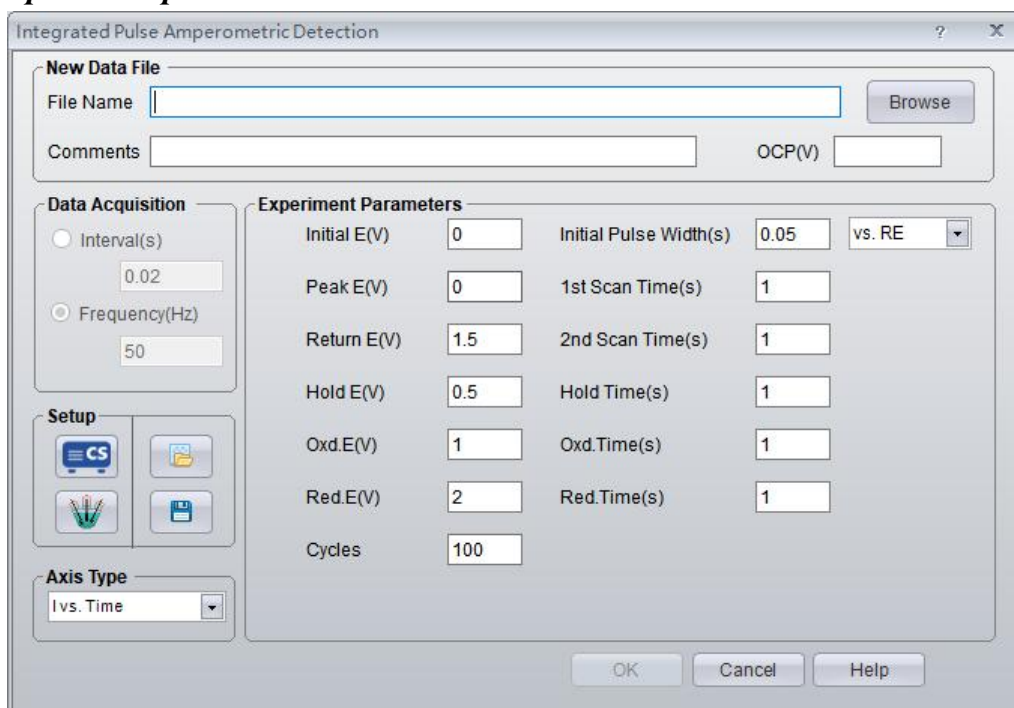 Integrated Pulse Amperometric Detection ? X
New Data File
File Name Browse
Comments OCP(V)
Data Acquisition
Interval(s)
0.02
Frequency(Hz)
50
Setup
CS
Axis Type
I vs. Time
Experiment Parameters
Initial E(V) 0 Initial Pulse Width(s) 0.05 vs. RE
Peak E(V) 0 1st Scan Time(s) 1
Return E(V) 1.5 2nd Scan Time(s) 1
Hold E(V) 0.5 Hold Time(s) 1
Oxd.E(V) 1 Oxd.Time(s) 1
Red.E(V) 2 Red.Time(s) 1
Cycles 100
OK Cancel Help